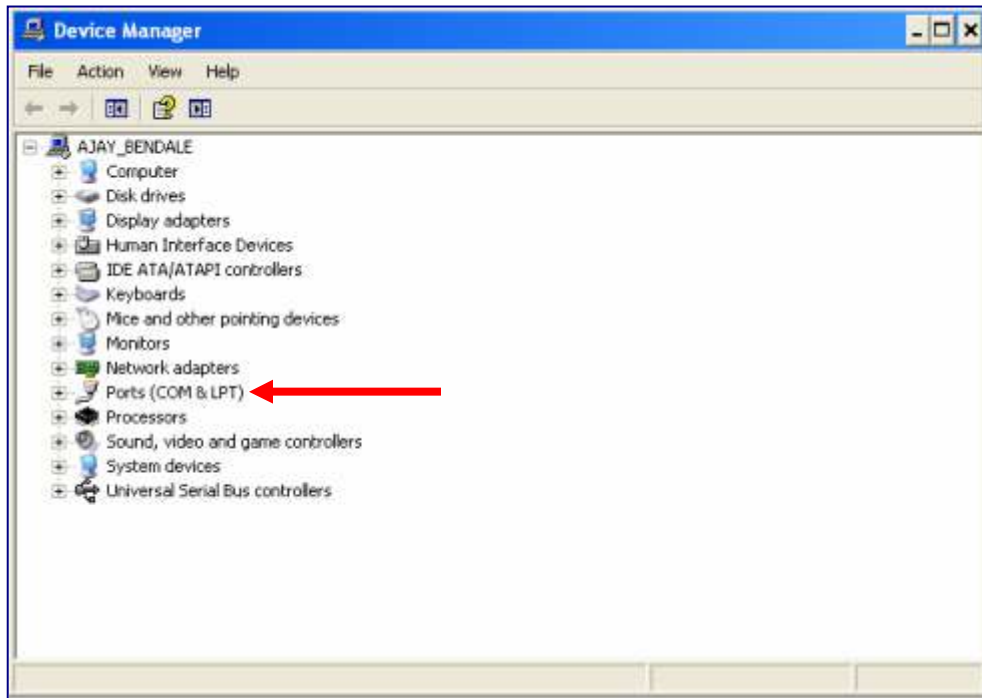 Device Manager
File Action View Help
AJAY_BENDALE
Computer
Disk drives
Display adapters
Human Interface Devices
IDE ATA/ATAPI controllers
Keyboards
Mice and other pointing devices
Monitors
Network adapters
Ports (COM & LPT)
Processors
Sound, video and game controllers
System devices
Universal Serial Bus controllers